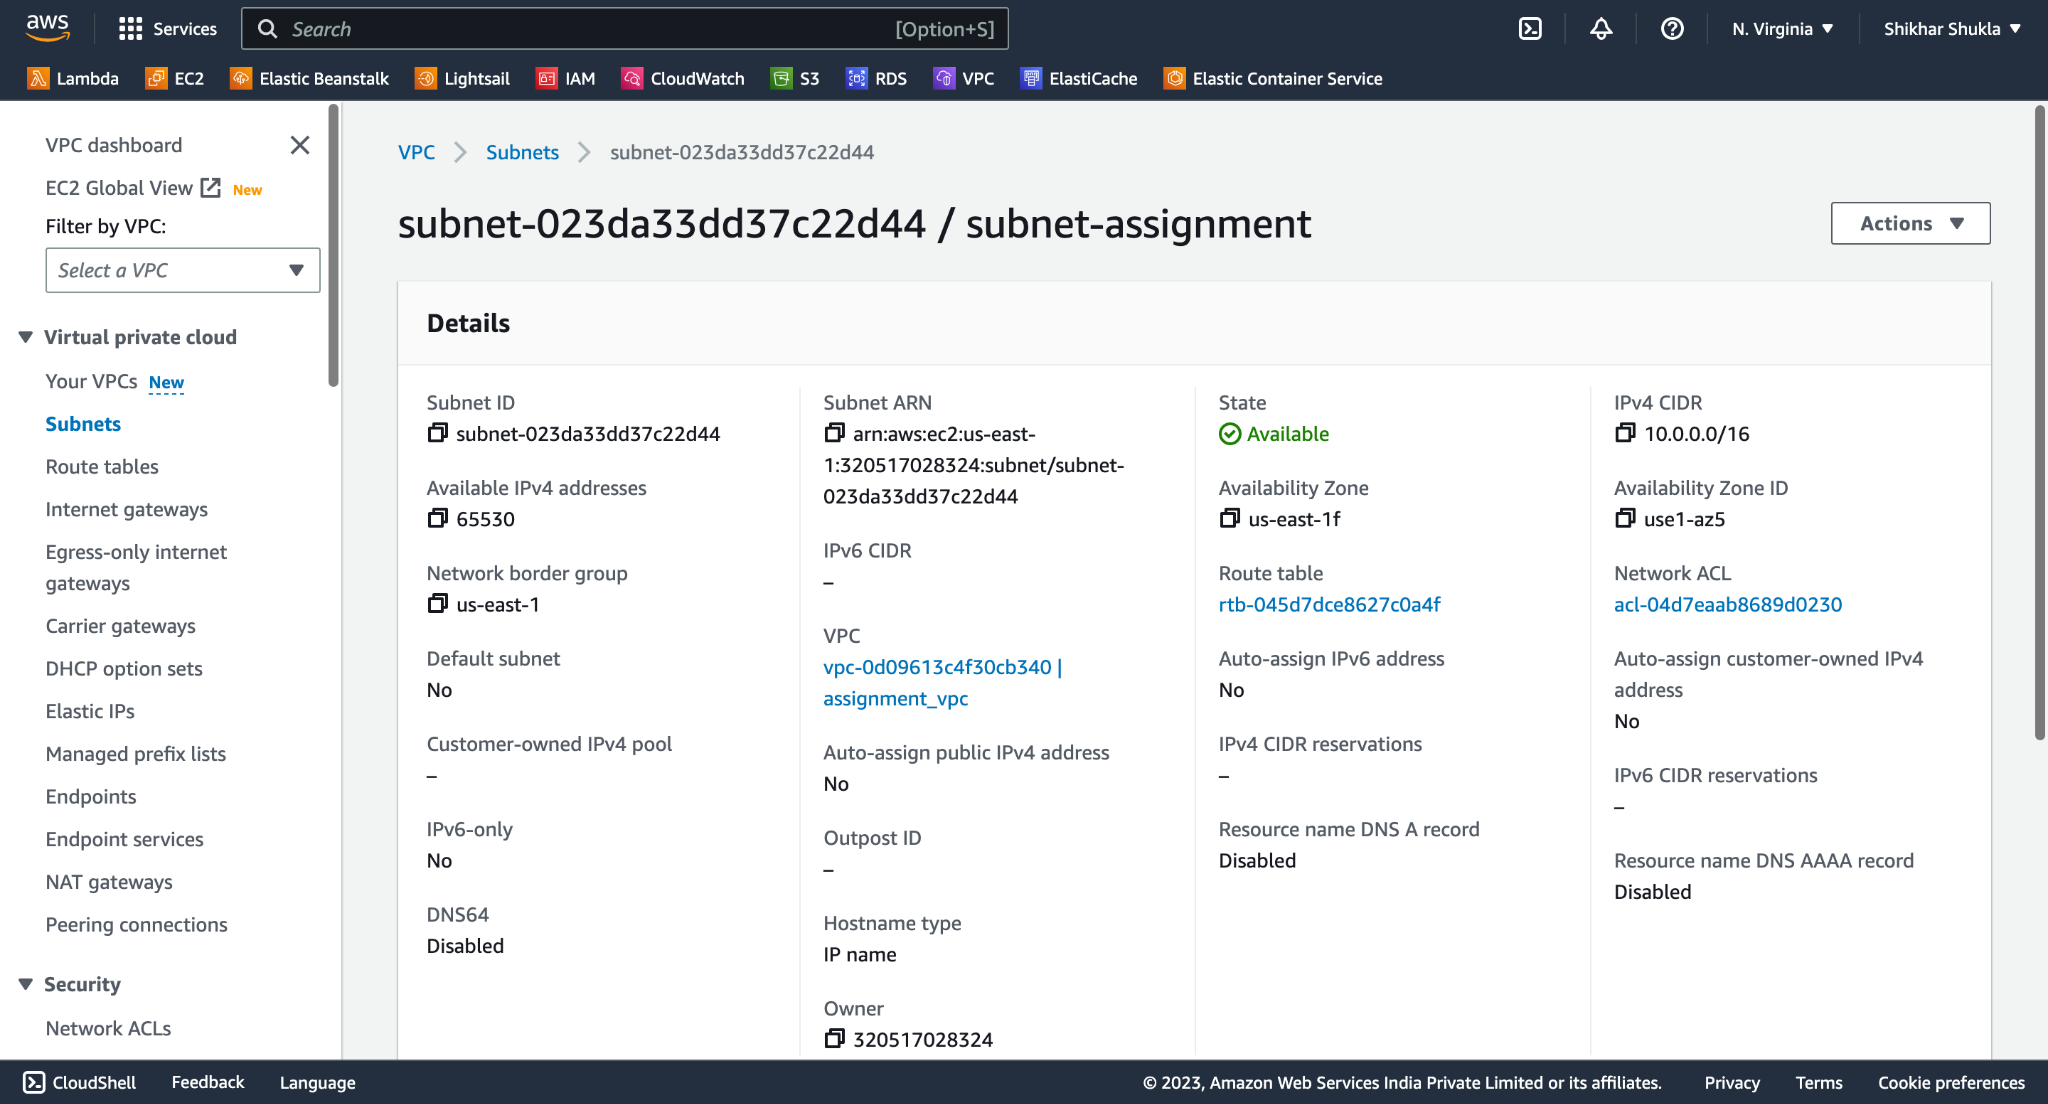 aws
Services
Search
[Option+S]
N. Virginia
Shikhar Shukla
Lambda
EC2
Elastic Beanstalk
Lightsail
IAM
CloudWatch
S3
RDS
VPC
ElastiCache
Elastic Container Service
VPC dashboard
EC2 Global View
New
Filter by VPC:
Select a VPC
Virtual private cloud
Your VPCs New
Subnets
Route tables
Internet gateways
Egress-only internet
gateways
Carrier gateways
DHCP option sets
Elastic IPs
Managed prefix lists
Endpoints
Endpoint services
NAT gateways
Peering connections
Security
Network ACLs
VPC
Subnets
subnet-023da33dd37c22d44
subnet-023da33dd37c22d44 / subnet-assignment
Actions
Details
Subnet ID
subnet-023da33dd37c22d44
Available IPv4 addresses
65530
Network border group
us-east-1
Default subnet
No
Customer-owned IPv4 pool
–
IPv6-only
No
DNS64
Disabled
Subnet ARN
arn:aws:ec2:us-east-
1:320517028324:subnet/subnet-
023da33dd37c22d44
IPv6 CIDR
–
VPC
vpc-0d09613c4f30cb340 |
assignment_vpc
Auto-assign public IPv4 address
No
Outpost ID
–
Hostname type
IP name
Owner
320517028324
State
Available
Availability Zone
us-east-1f
Route table
rtb-045d7dce8627c0a4f
Auto-assign IPv6 address
No
IPv4 CIDR reservations
–
Resource name DNS A record
Disabled
IPv4 CIDR
10.0.0.0/16
Availability Zone ID
use1-az5
Network ACL
acl-04d7eaab8689d0230
Auto-assign customer-owned IPv4
address
No
IPv6 CIDR reservations
–
Resource name DNS AAAA record
Disabled
CloudShell
Feedback
Language
© 2023, Amazon Web Services India Private Limited or its affiliates.
Privacy
Terms
Cookie preferences